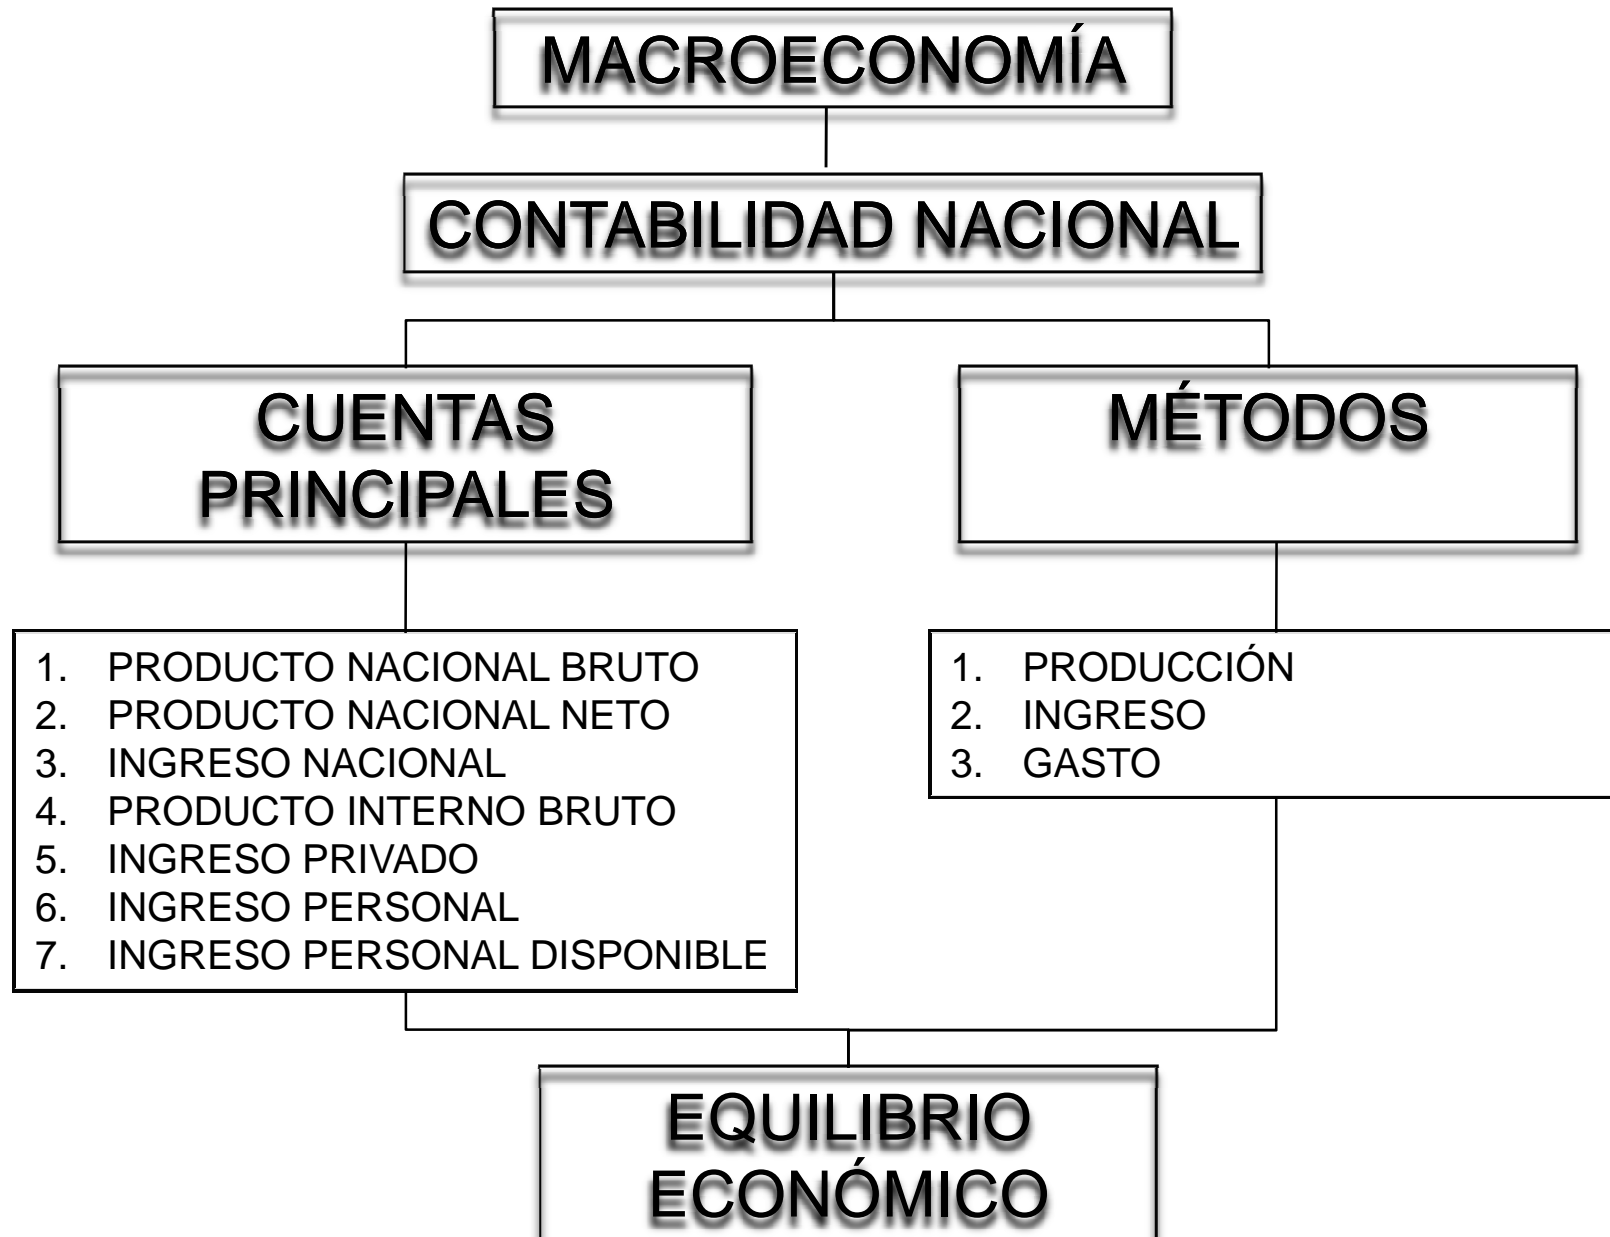 MACROECONOMÍA
CONTABILIDAD NACIONAL
CUENTAS
PRINCIPALES
1. PRODUCTO NACIONAL BRUTO
2. PRODUCTO NACIONAL NETO
3. INGRESO NACIONAL
4. PRODUCTO INTERNO BRUTO
5. INGRESO PRIVADO
6. INGRESO PERSONAL
7. INGRESO PERSONAL DISPONIBLE
MÉTODOS
1. PRODUCCIÓN
2. INGRESO
3. GASTO
EQUILIBRIO
ECONÓMICO